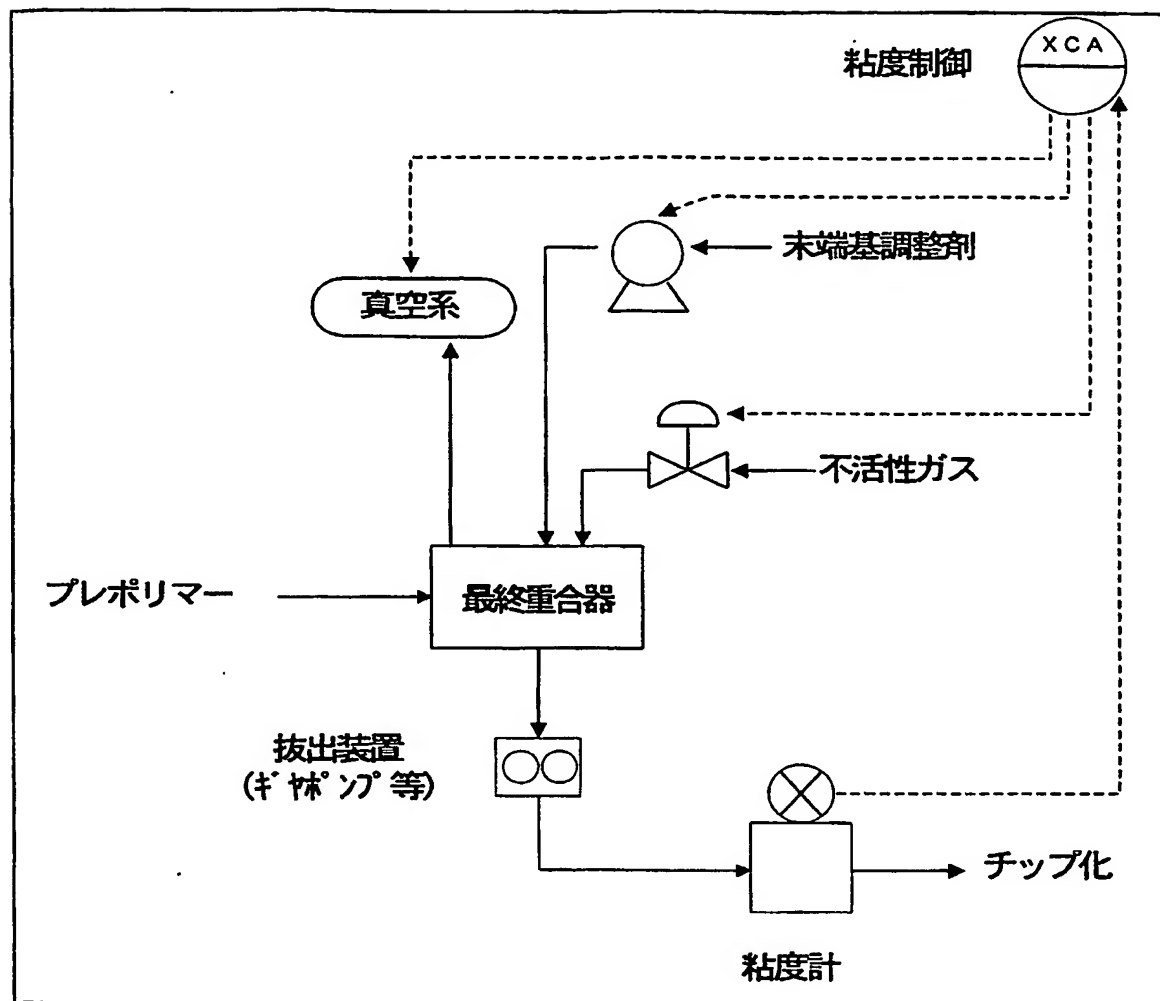 XCA
粘度制御
末端基調整剤
真空系
不活性ガス
プレポリマー
最終重合器
抜出装置
(ギヤポンプ等)
チップ化
粘度計